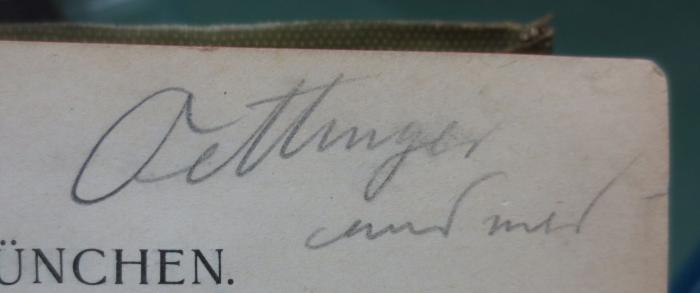 Oettinger
cand med
ÜNCHEN.